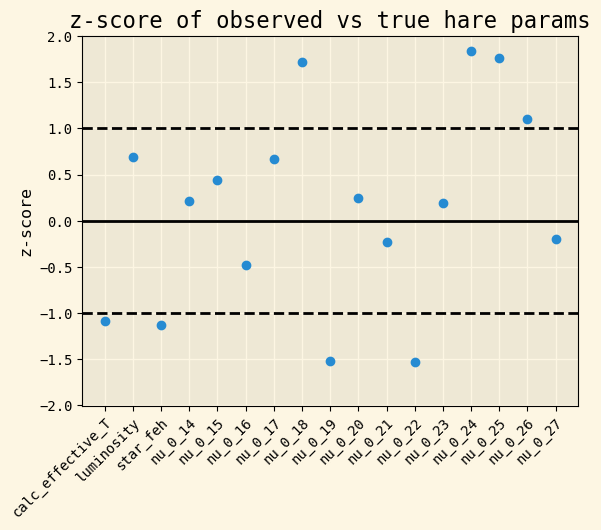 z-score of observed vs true hare params
2.0
1.5
1.0
0.5
0.0
−0.5
−1.0
−1.5
−2.0
z-score
calc_effective_T
luminosity
star_feh
nu_0_14
nu_0_15
nu_0_16
nu_0_17
nu_0_18
nu_0_19
nu_0_20
nu_0_21
nu_0_22
nu_0_23
nu_0_24
nu_0_25
nu_0_26
nu_0_27